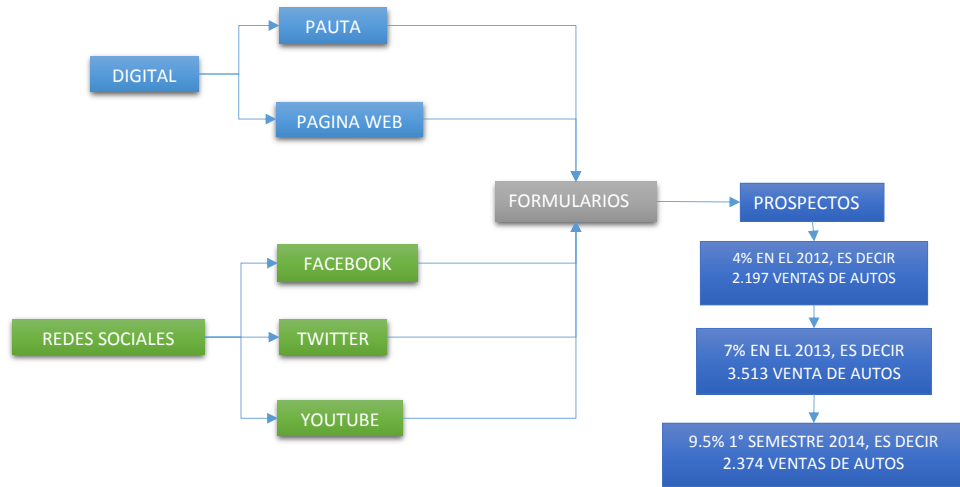 PAUTA
DIGITAL
PAGINA WEB
FORMULARIOS
PROSPECTOS
FACEBOOK
REDES SOCIALES
TWITTER
YOUTUBE
4% EN EL 2012, ES DECIR
2.197 VENTAS DE AUTOS
7% EN EL 2013, ES DECIR
3.513 VENTA DE AUTOS
9.5% 1° SEMESTRE 2014, ES DECIR
2.374 VENTAS DE AUTOS